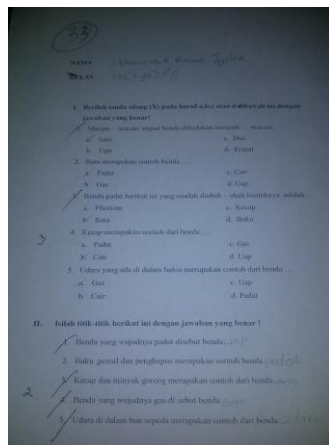 33
NAMA :
KELAS :
I. Berilah tanda silang (X) pada huruf a,b,c atau d dibawah ini dengan
jawaban yang benar!
1. Macam – macam wujud benda dibedakan menjadi ... macam
a. Satu c. Dua
b. Tiga d. Empat
2. Batu merupakan contoh benda ....
a. Padat c. Cair
b. Gas d. Uap
3. Benda padat berikut ini yang mudah diubah – ubah bentuknya adalah....
a. Plastisin c. Kecap
b. Batu d. Buku
4. Kecap merupakan contoh dari benda ....
a. Padat c. Gas
b. Cair d. Uap
3
5. Udara yang ada di dalam balon merupakan contoh dari benda ....
a. Gas c. Uap
b. Cair d. Padat
II. Isilah titik-titik berikut ini dengan jawaban yang benar !
1. Benda yang wujudnya padat disebut benda
2. Buku ,pensil dan penghapus merupakan contoh benda
3. Kecap dan minyak goreng merupakan contoh dari benda
2
4. Benda yang wujudnya gas di sebut benda
5. Udara di dalam ban sepeda merupakan contoh dari benda